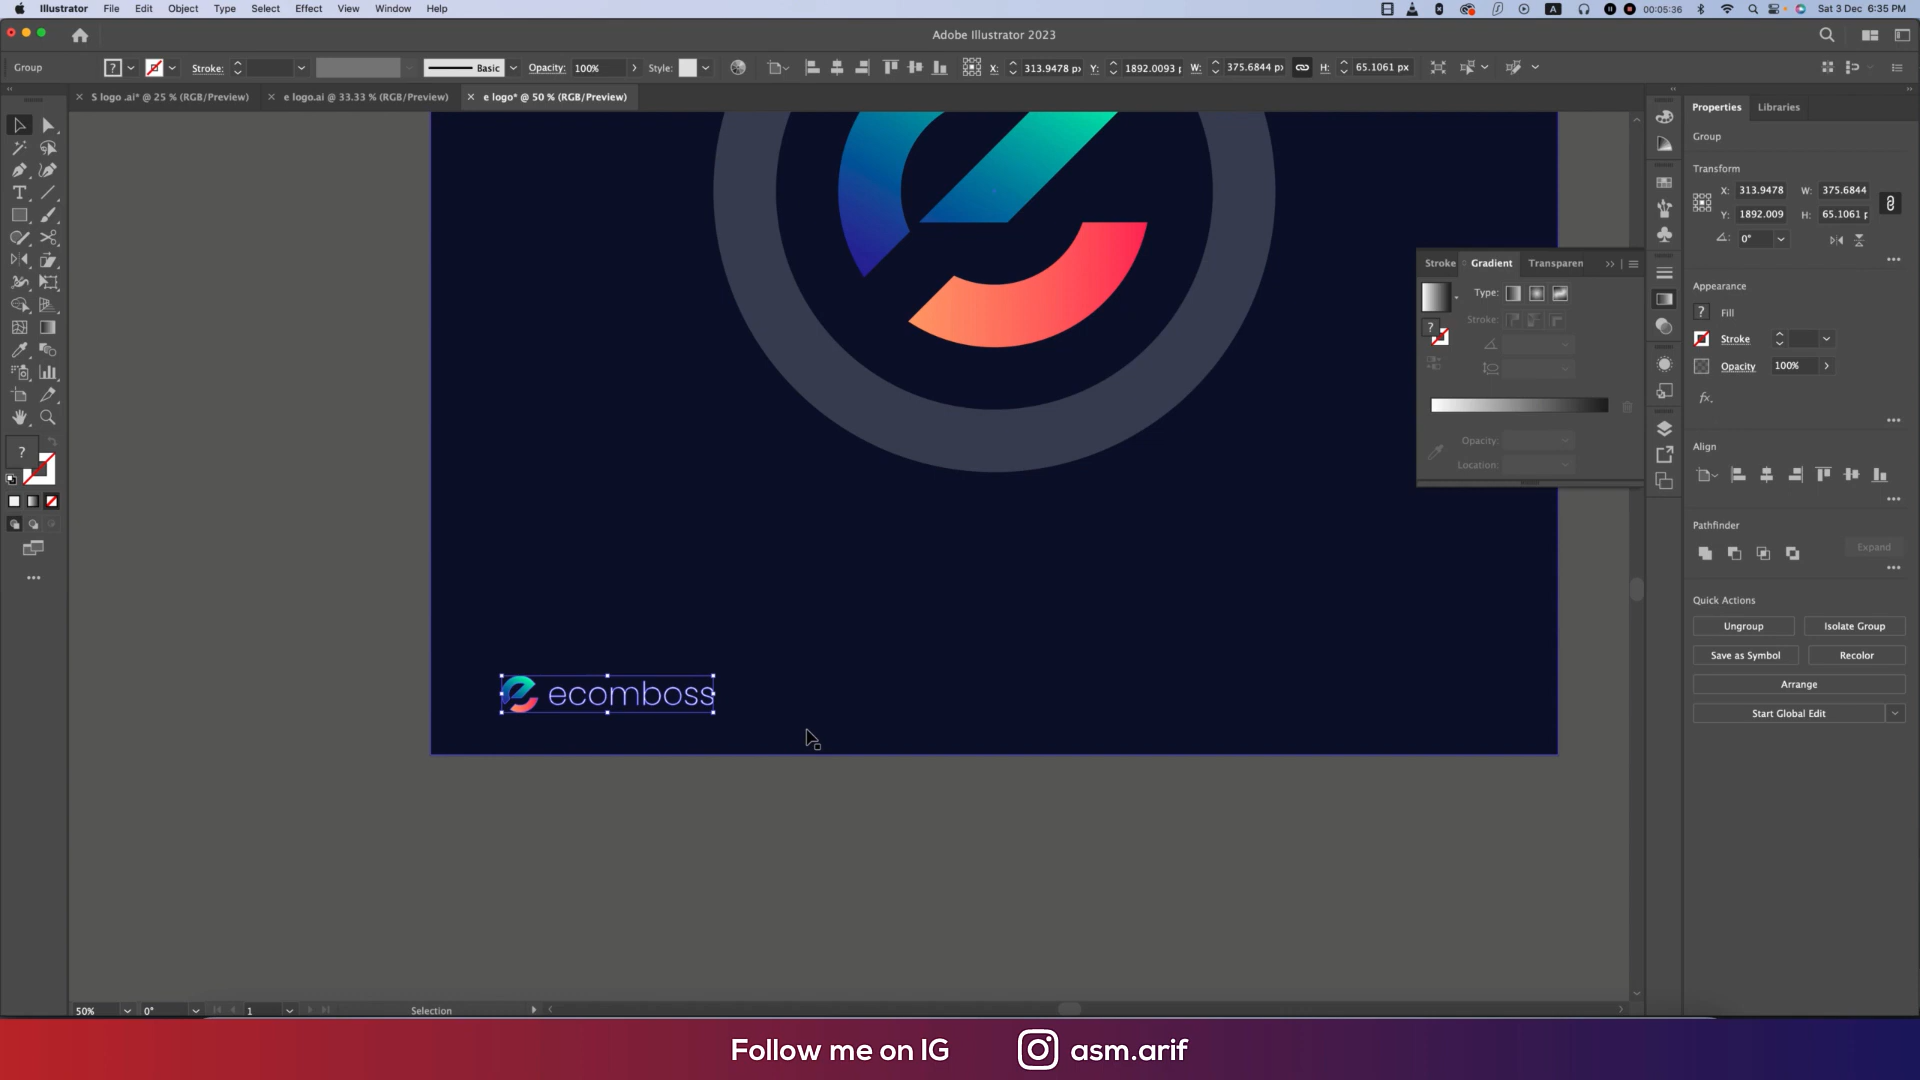 Illustrator File Edit Object Type Select Effect View Window Help
A 00:05:36 Sat 3 Dec 6:35 PM
Adobe Illustrator 2023
Group ? Stroke: Basic Opacity: 100% Style: X: 313.9478 px Y: 1892.0093 W: 375.6844 px H: 65.1061 px
S logo .ai* @ 25 % (RGB/Preview) e logo.ai @ 33.33 % (RGB/Preview) e logo* @ 50 % (RGB/Preview)
Properties Libraries
Group
Transform
X: 313.9478 W: 375.6844
Y: 1892.009 H: 65.1061 p
0°
Appearance
? Fill
Stroke
Opacity 100%
fx.
Align
Pathfinder
Expand
Quick Actions
Ungroup Isolate Group
Save as Symbol Recolor
Arrange
Start Global Edit
Stroke Gradient Transparen
Type:
? Stroke:
Opacity:
Location:
?
ecomboss
50% 0° 1 Selection
Follow me on IG asm.arif